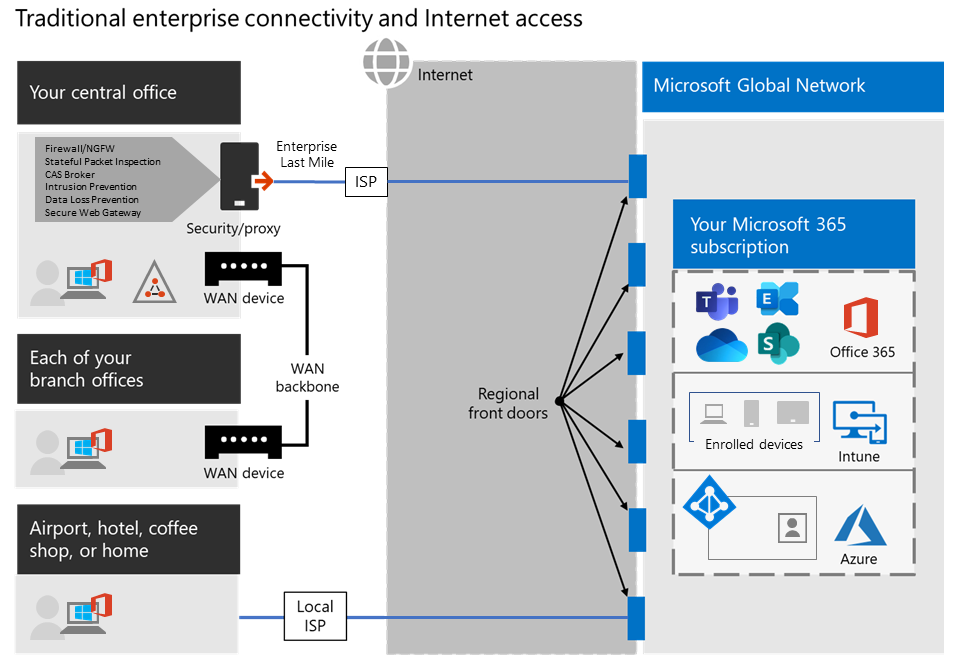 Traditional enterprise connectivity and Internet access
Internet
Your central office
Microsoft Global Network
Firewall/NGFW
Stateful Packet Inspection
CAS Broker
Intrusion Prevention
Data Loss Prevention
Secure Web Gateway
Enterprise
Last Mile
ISP
Security/proxy
Your Microsoft 365
subscription
WAN device
T
E
S
Office 365
Each of your
branch offices
WAN
backbone
Regional
front doors
Enrolled devices
Intune
WAN device
Airport, hotel, coffee
shop, or home
Azure
Local
ISP